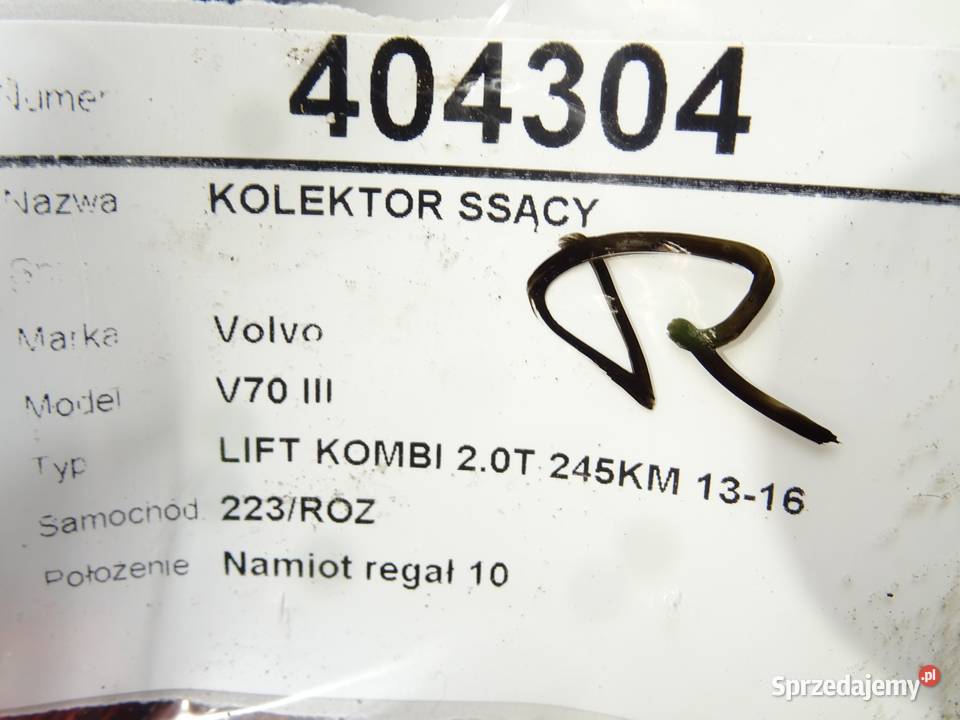 Numer 404304
Nazwa KOLEKTOR SSĄCY
Marka Volvo
Model V70 III
Typ LIFT KOMBI 2.0T 245KM 13-16
Samochód 223/ROZ
Położenie Namiot regał 10
R
Sprzedajemy.pl